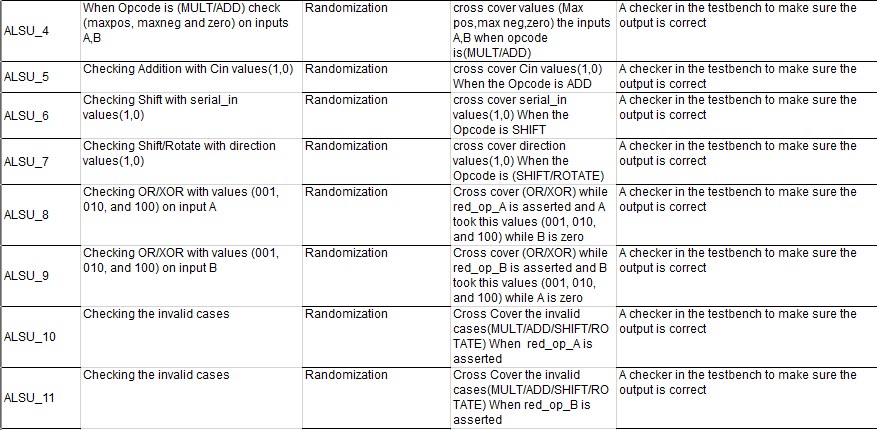 ALSU_4
When Opcode is (MULT/ADD) check
(maxpos, maxneg and zero) on inputs
A,B
Randomization
cross cover values (Max
pos,max neg,zero) the inputs
A,B when opcode
is(MULT/ADD)
A checker in the testbench to make sure the
output is correct
ALSU_5
Checking Addition with Cin values(1,0)
Randomization
cross cover Cin values(1,0)
When the Opcode is ADD
A checker in the testbench to make sure the
output is correct
ALSU_6
Checking Shift with serial_in
values(1,0)
Randomization
cross cover serial_in
values(1,0) When the
Opcode is SHIFT
A checker in the testbench to make sure the
output is correct
ALSU_7
Checking Shift/Rotate with direction
values(1,0)
Randomization
cross cover direction
values(1,0) When the
Opcode is (SHIFT/ROTATE)
A checker in the testbench to make sure the
output is correct
ALSU_8
Checking OR/XOR with values (001,
010, and 100) on input A
Randomization
Cross cover (OR/XOR) while
red_op_A is asserted and A
took this values (001, 010,
and 100) while B is zero
A checker in the testbench to make sure the
output is correct
ALSU_9
Checking OR/XOR with values (001,
010, and 100) on input B
Randomization
Cross cover (OR/XOR) while
red_op_B is asserted and B
took this values (001, 010,
and 100) while A is zero
A checker in the testbench to make sure the
output is correct
ALSU_10
Checking the invalid cases
Randomization
Cross Cover the invalid
cases(MULT/ADD/SHIFT/RO
TATE) When red_op_A is
asserted
A checker in the testbench to make sure the
output is correct
ALSU_11
Checking the invalid cases
Randomization
Cross Cover the invalid
cases(MULT/ADD/SHIFT/RO
TATE) When red_op_B is
asserted
A checker in the testbench to make sure the
output is correct